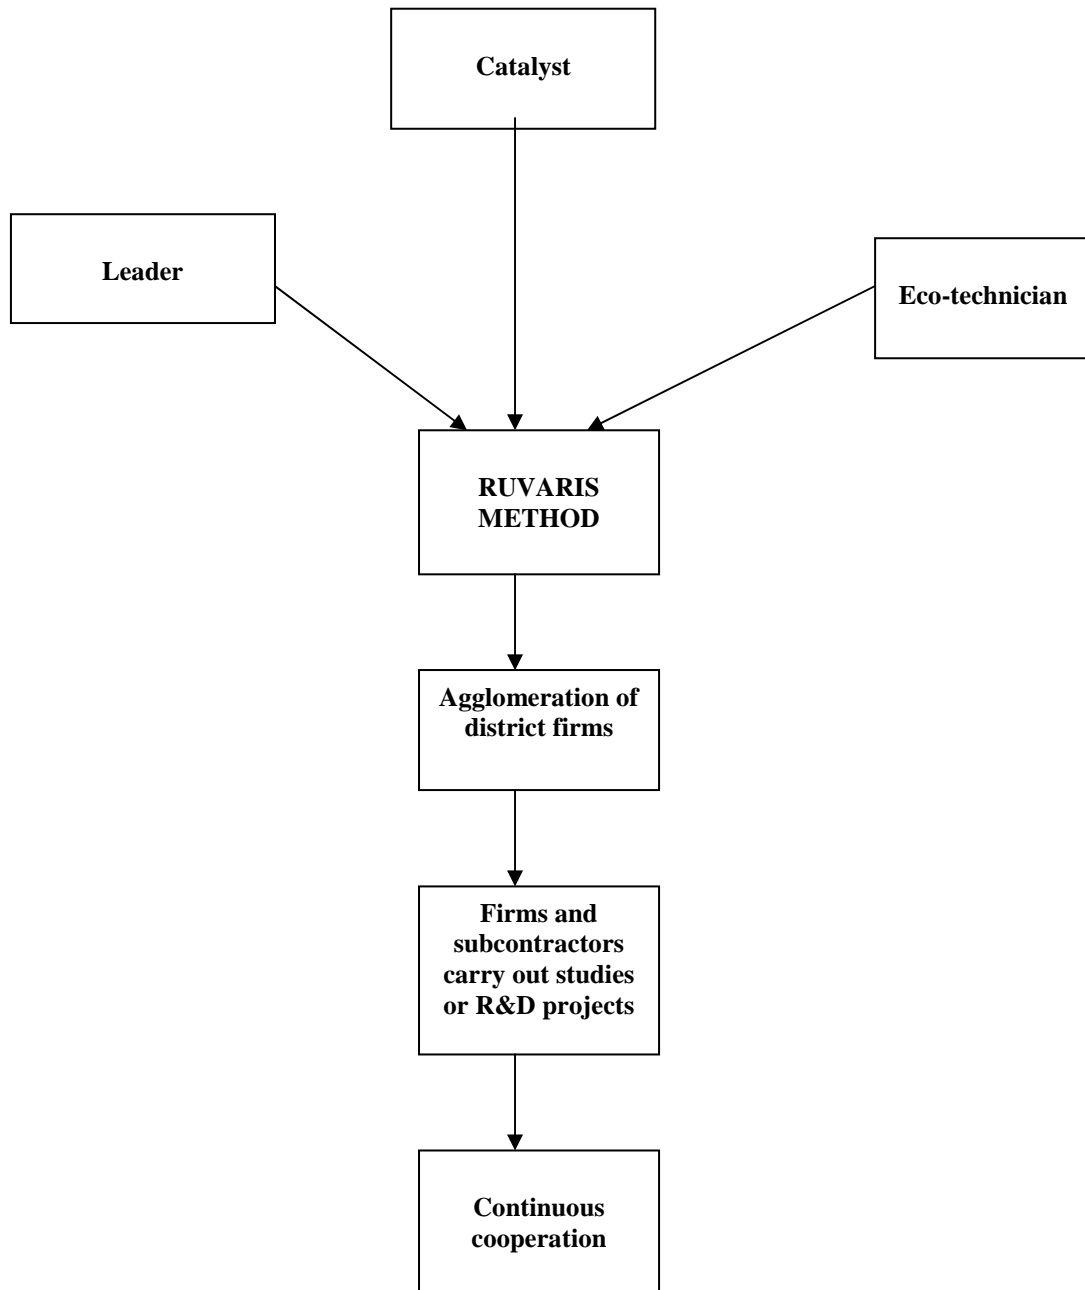 Catalyst
Leader
Eco-technician
RUVARIS
METHOD
Agglomeration of
district firms
Firms and
subcontractors
carry out studies
or R&D projects
Continuous
cooperation